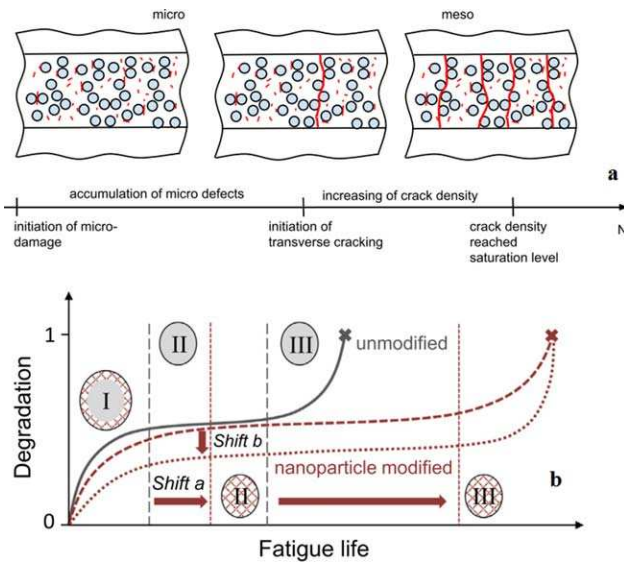 micro
meso
a
accumulation of micro defects
increasing of crack density
N
initiation of micro-
damage
initiation of
transverse cracking
crack density
reached
saturation level
1
II
III
unmodified
I
Degradation
Shift b
Shift a
nanoparticle modified
b
II
III
0
Fatigue life